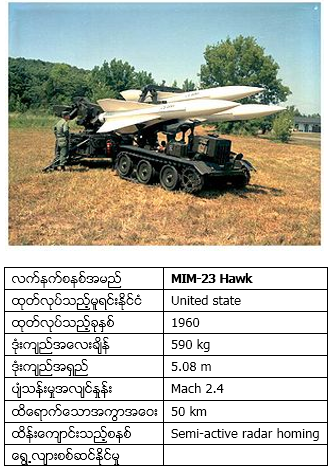 လက်နက်စနစ်အမည် MIM-23 Hawk
ထုတ်လုပ်သည့်မူရင်းနိုင်ငံ United state
ထုတ်လုပ်သည့်ခုနှစ် 1960
ဒုံးကျည်အလေးချိန် 590 kg
ဒုံးကျည်အရှည် 5.08 m
ပျံသန်းမှုအလျင်နှုန်း Mach 2.4
ထိရောက်သောအကွာအဝေး 50 km
ထိန်းကျောင်းသည့်စနစ် Semi-active radar homing
ရွေ့လျားစစ်ဆင်နိုင်မှု